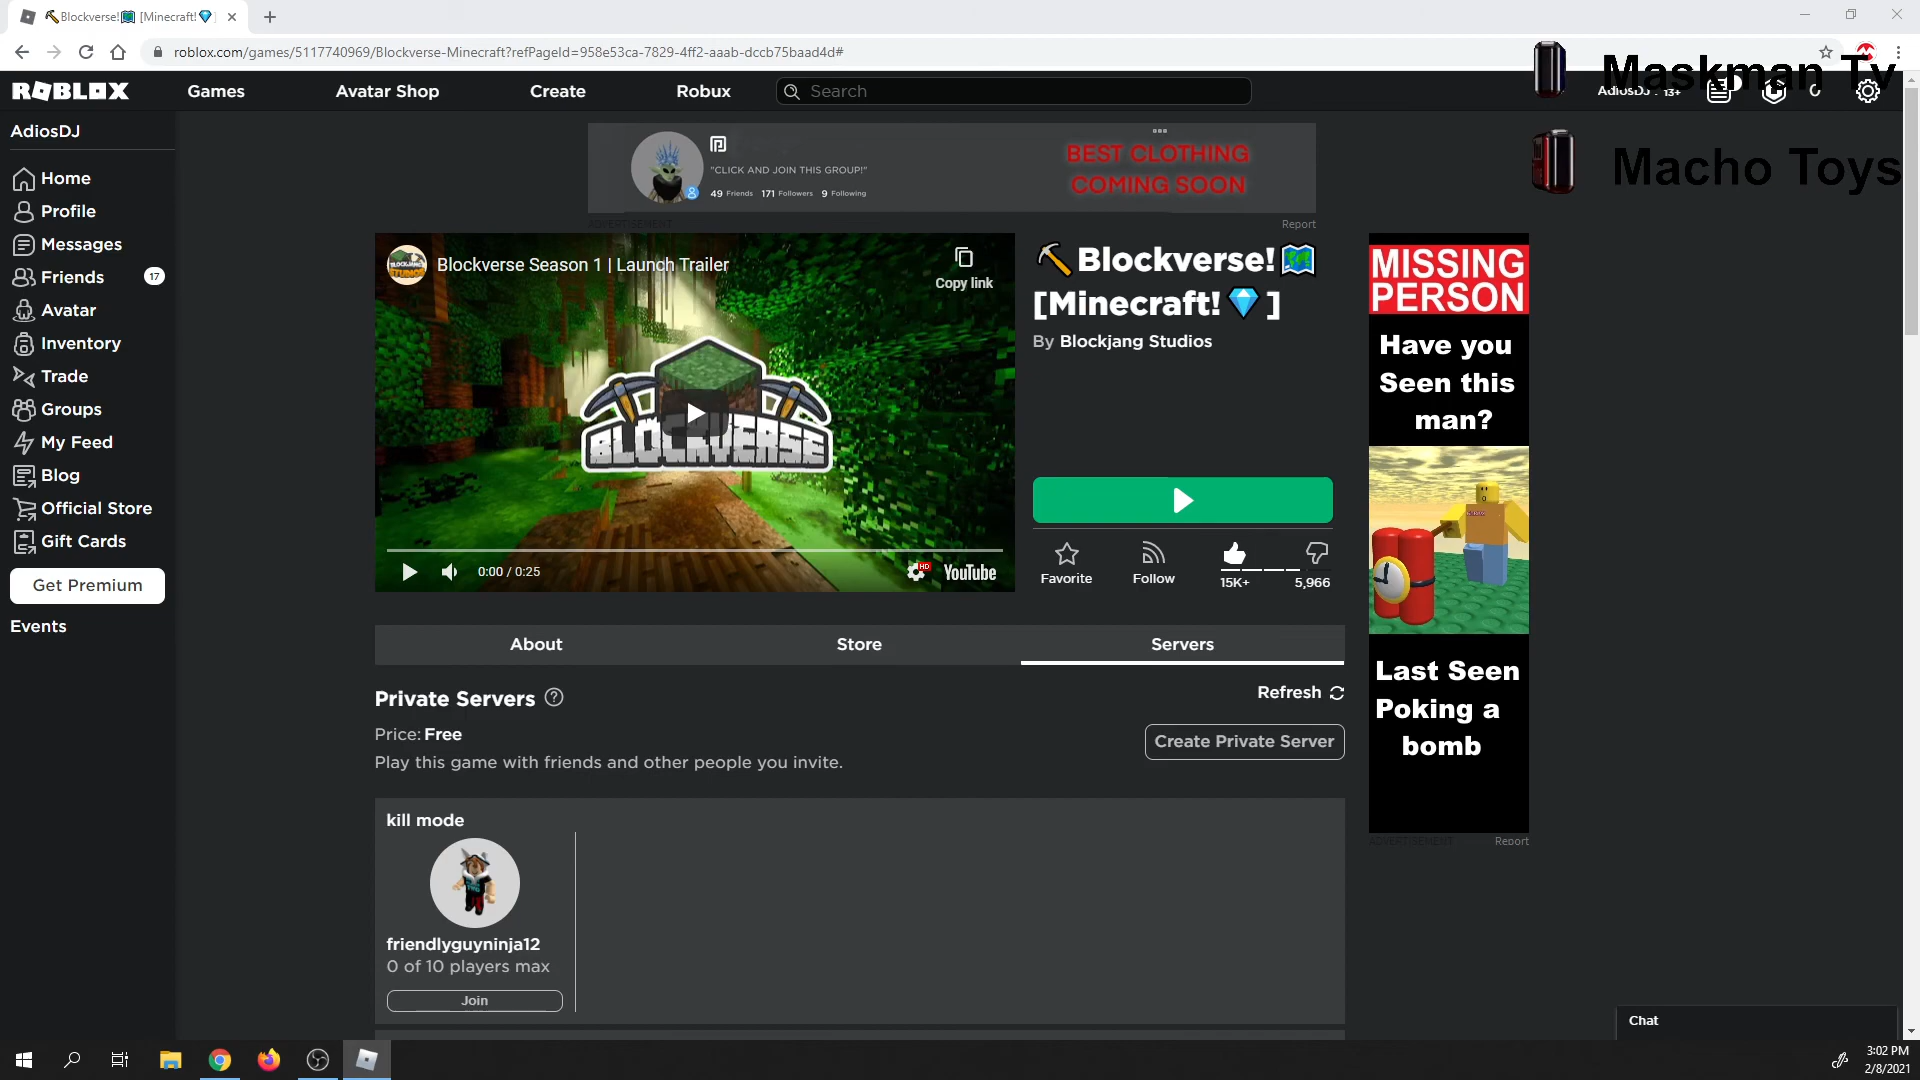 Blockverse! [Minecraft!
roblox.com/games/5117740969/Blockverse-Minecraft?refPageId=958e53ca-7829-4ff2-aaab-dccb75baad4d#
Maskman Tv
ROBLOX
Games
Avatar Shop
Create
Robux
Search
AdiosDJ
13+
AdiosDJ
Home
Profile
Messages
Friends
17
Avatar
Inventory
Trade
Groups
My Feed
Blog
Official Store
Gift Cards
Get Premium
Events
"CLICK AND JOIN THIS GROUP!"
49 Friends 171 Followers 9 Following
BEST CLOTHING
COMING SOON
ADVERTISEMENT
Report
Macho Toys
BLOCKJANG
STUDIOS
Blockverse Season 1 | Launch Trailer
Copy link
BLOCKVERSE
0:00 / 0:25
HD
YouTube
Blockverse!
[Minecraft! ]
By Blockjang Studios
Favorite
Follow
15K+
5,966
MISSING
PERSON
Have you
Seen this
man?
Last Seen
Poking a
bomb
ADVERTISEMENT
Report
About
Store
Servers
Private Servers
Refresh
Price: Free
Create Private Server
Play this game with friends and other people you invite.
kill mode
friendlyguyninja12
0 of 10 players max
Join
Chat
3:02 PM
2/8/2021